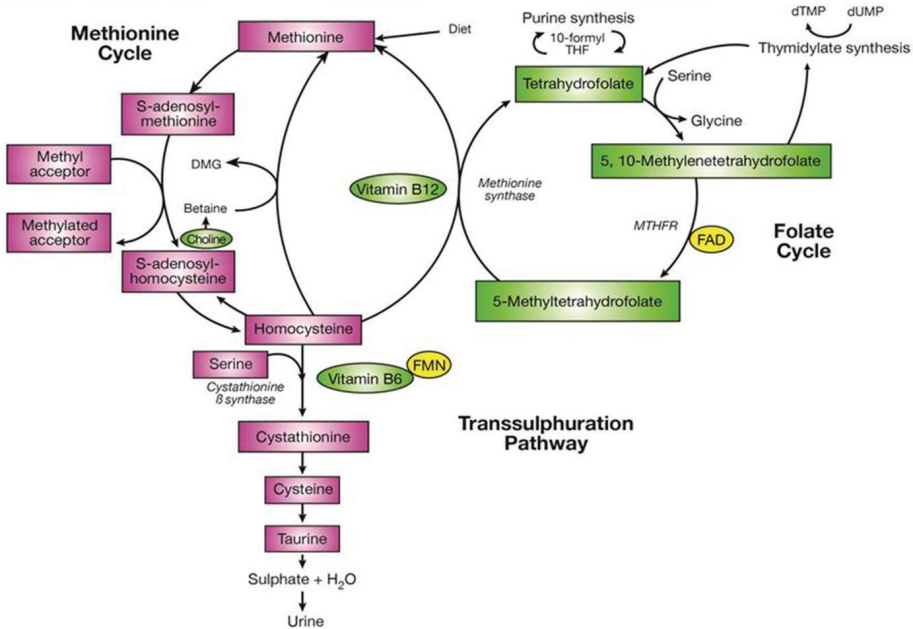 Methionine
Cycle
Methionine
Diet
Purine synthesis
10-formyl
THF
dTMP
dUMP
Thymidylate synthesis
Tetrahydrofolate
Serine
Glycine
S-adenosyl-
methionine
5, 10-Methylenetetrahydrofolate
Methyl
acceptor
DMG
Vitamin B12
Methionine
synthase
Betaine
Methylated
acceptor
Choline
MTHFR
FAD
Folate
Cycle
S-adenosyl-
homocysteine
5-Methyltetrahydrofolate
Homocysteine
Serine
Cystathionine
ß synthase
Vitamin B6
FMN
Transsulphuration
Pathway
Cystathionine
Cysteine
Taurine
Sulphate + H₂O
Urine